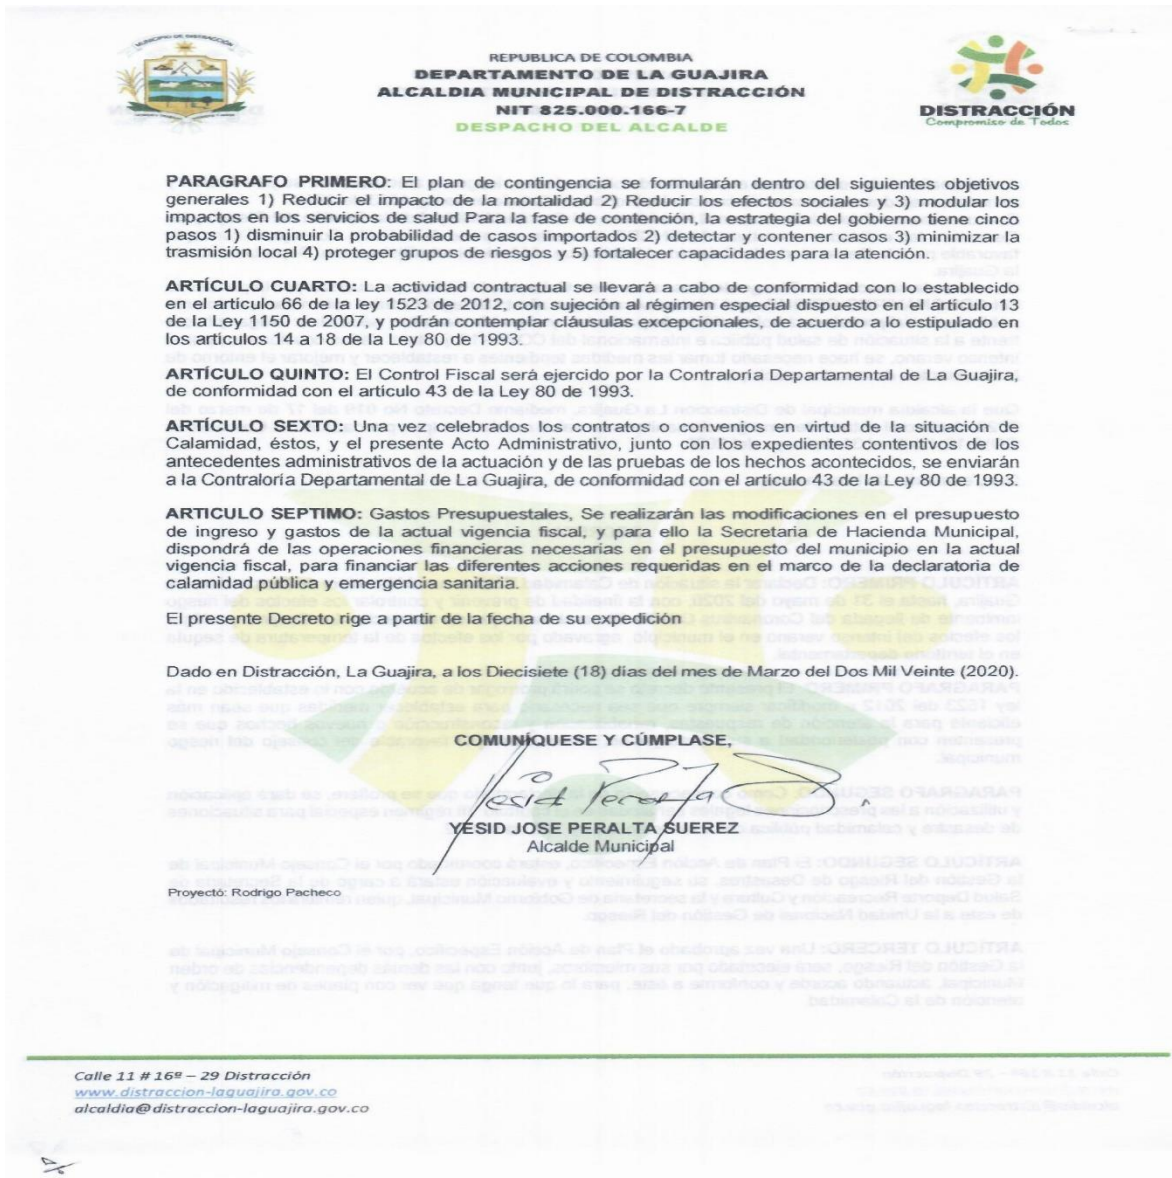 MUNICIPIO DE DISTRACCIÓN
REPUBLICA DE COLOMBIA
DEPARTAMENTO DE LA GUAJIRA
ALCALDIA MUNICIPAL DE DISTRACCIÓN
NIT 825.000.166-7
DESPACHO DEL ALCALDE
DISTRACCIÓN
Compromiso de Todos
PARAGRAFO PRIMERO: El plan de contingencia se formularán dentro del siguientes objetivos
generales 1) Reducir el impacto de la mortalidad 2) Reducir los efectos sociales y 3) modular los
impactos en los servicios de salud Para la fase de contención, la estrategia del gobierno tiene cinco
pasos 1) disminuir la probabilidad de casos importados 2) detectar y contener casos 3) minimizar la
trasmisión local 4) proteger grupos de riesgos y 5) fortalecer capacidades para la atención.
ARTÍCULO CUARTO: La actividad contractual se llevará a cabo de conformidad con lo establecido
en el artículo 66 de la ley 1523 de 2012, con sujeción al régimen especial dispuesto en el artículo 13
de la Ley 1150 de 2007, y podrán contemplar cláusulas excepcionales, de acuerdo a lo estipulado en
los artículos 14 a 18 de la Ley 80 de 1993.
ARTÍCULO QUINTO: El Control Fiscal será ejercido por la Contraloría Departamental de La Guajira,
de conformidad con el artículo 43 de la Ley 80 de 1993.
ARTÍCULO SEXTO: Una vez celebrados los contratos o convenios en virtud de la situación de
Calamidad, éstos, y el presente Acto Administrativo, junto con los expedientes contentivos de los
antecedentes administrativos de la actuación y de las pruebas de los hechos acontecidos, se enviarán
a la Contraloría Departamental de La Guajira, de conformidad con el artículo 43 de la Ley 80 de 1993.
ARTICULO SEPTIMO: Gastos Presupuestales, Se realizarán las modificaciones en el presupuesto
de ingreso y gastos de la actual vigencia fiscal, y para ello la Secretaria de Hacienda Municipal,
dispondrá de las operaciones financieras necesarias en el presupuesto del municipio en la actual
vigencia fiscal, para financiar las diferentes acciones requeridas en el marco de la declaratoria de
calamidad pública y emergencia sanitaria.
El presente Decreto rige a partir de la fecha de su expedición
Dado en Distracción, La Guajira, a los Diecisiete (18) días del mes de Marzo del Dos Mil Veinte (2020).
COMUNÍQUESE Y CÚMPLASE,
Yesid Peralta
YESID JOSE PERALTA SUEREZ
Alcalde Municipal
Proyectó: Rodrigo Pacheco
Calle 11 # 16º – 29 Distracción
www.distraccion-laguajira.gov.co
alcaldia@distraccion-laguajira.gov.co